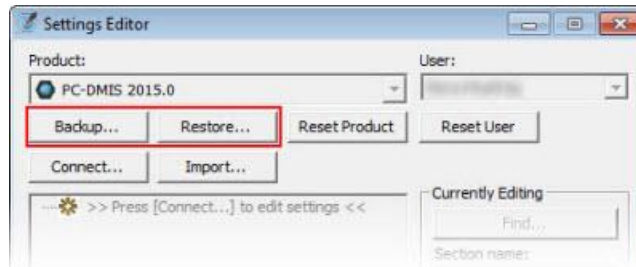 Settings Editor
Product: User:
PC-DMIS 2015.0
Backup... Restore... Reset Product Reset User
Connect... Import...
>> Press [Connect...] to edit settings <<
Currently Editing
Find...
Section name: